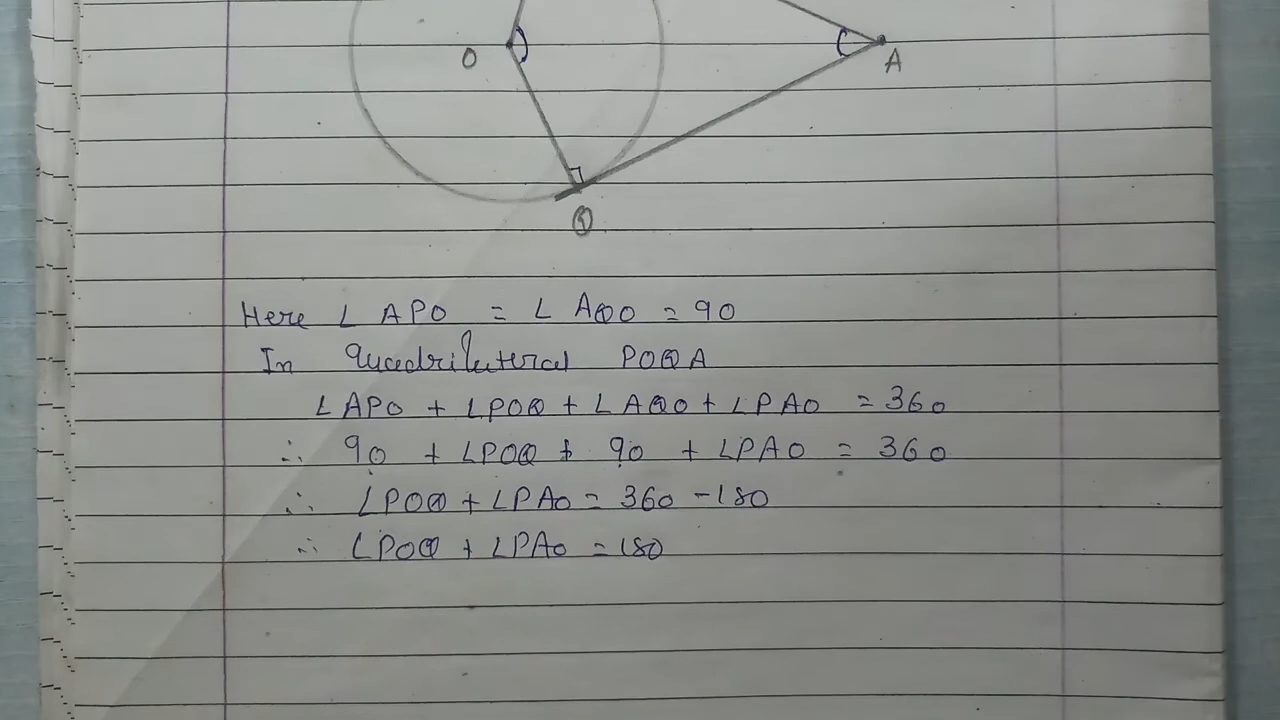 O
A
Q
Here ∠ APO = ∠ AQO = 90
In Quadrilateral POQA
∠APO + ∠POQ + ∠AQO + ∠PAO = 360
∴ 90 + ∠POQ + 90 + ∠PAO = 360
∴ ∠POQ + ∠PAO = 360 - 180
∴ ∠POQ + ∠PAO = 180